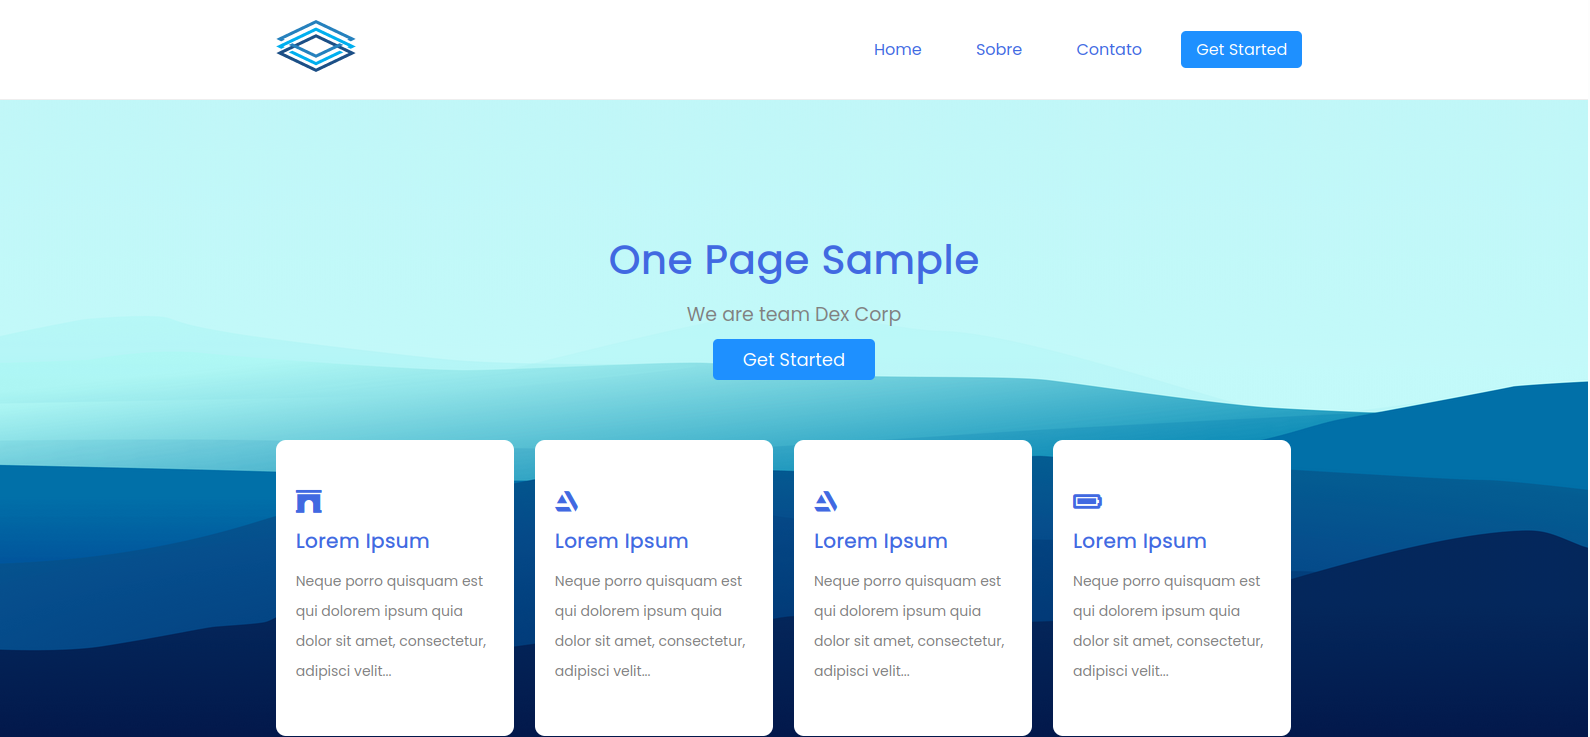 Home Sobre Contato Get Started
One Page Sample
We are team Dex Corp
Get Started
Lorem Ipsum
Neque porro quisquam est
qui dolorem ipsum quia
dolor sit amet, consectetur,
adipisci velit...
Lorem Ipsum
Neque porro quisquam est
qui dolorem ipsum quia
dolor sit amet, consectetur,
adipisci velit...
Lorem Ipsum
Neque porro quisquam est
qui dolorem ipsum quia
dolor sit amet, consectetur,
adipisci velit...
Lorem Ipsum
Neque porro quisquam est
qui dolorem ipsum quia
dolor sit amet, consectetur,
adipisci velit...